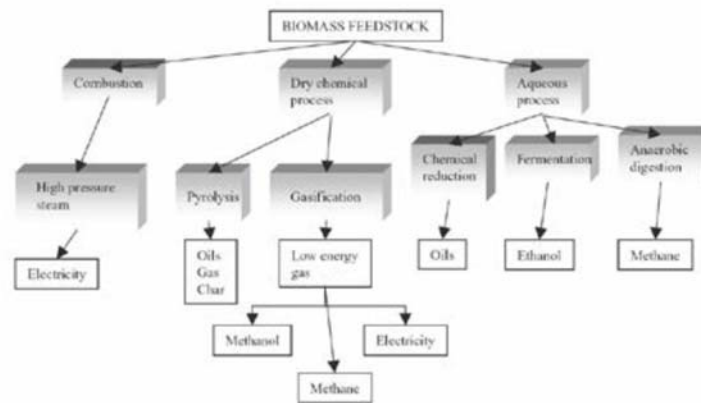 BIOMASS FEEDSTOCK
Combustion
Dry chemical
process
Aqueous
process
High pressure
steam
Pyrolysis
Gasification
Chemical
reduction
Fermentation
Anaerobic
digestion
Electricity
Oils
Gas
Char
Low energy
gas
Oils
Ethanol
Methane
Methanol
Electricity
Methane